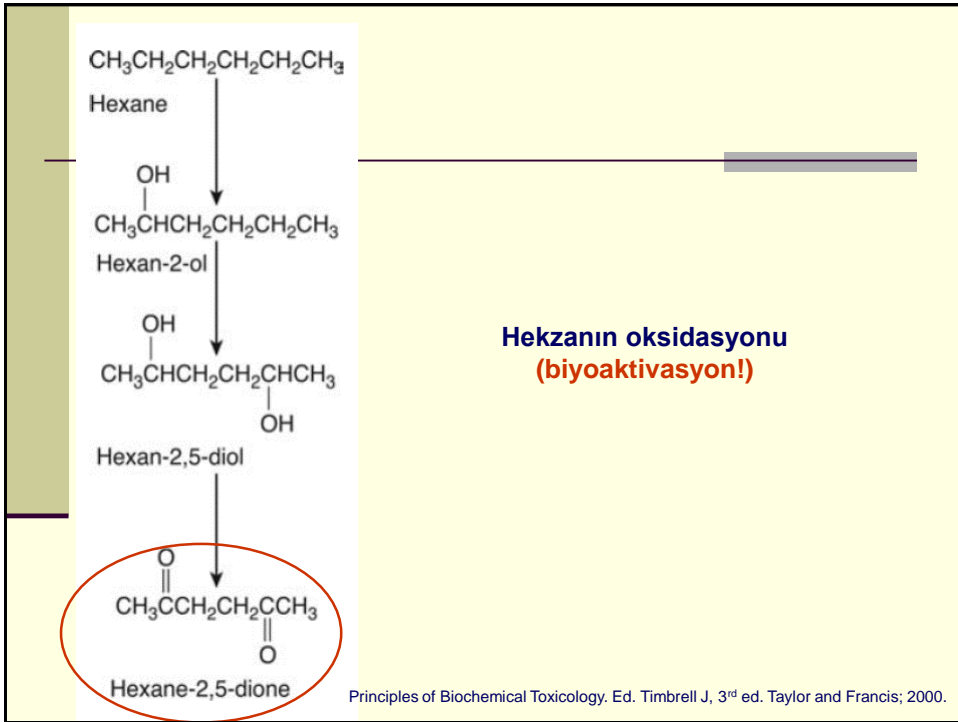 CH₃CH₂CH₂CH₂CH₂CH₃
Hexane
OH
CH₃CHCH₂CH₂CH₂CH₃
Hexan-2-ol
OH
CH₃CHCH₂CH₂CHCH₃
OH
Hexan-2,5-diol
O
CH₃CCH₂CH₂CCH₃
O
Hexane-2,5-dione
Hekzanın oksidasyonu
(biyoaktivasyon!)
Principles of Biochemical Toxicology. Ed. Timbrell J, 3ʳᵈ ed. Taylor and Francis; 2000.